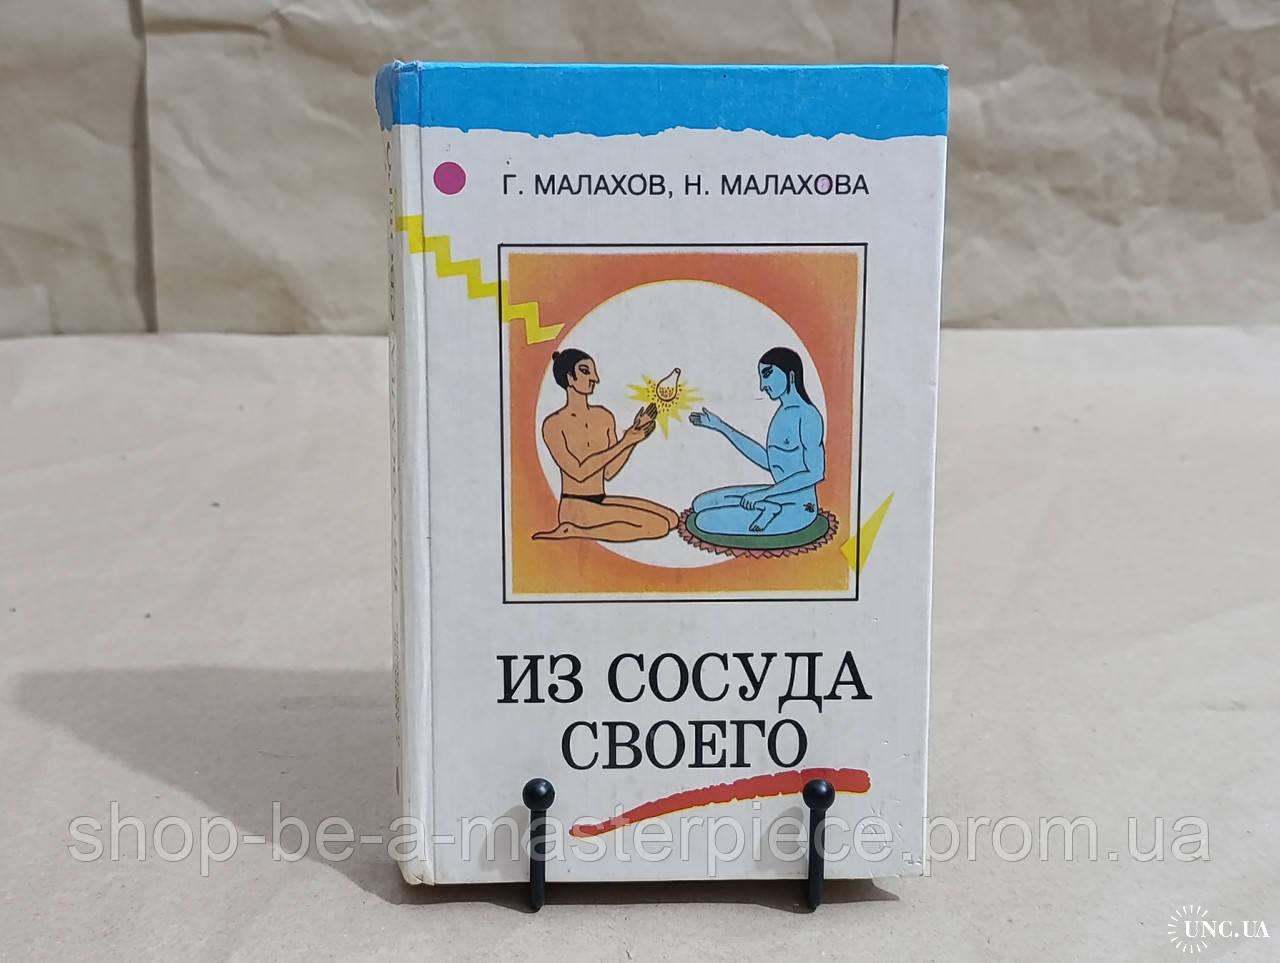 Г. МАЛАХОВ, Н. МАЛАХОВА
ИЗ СОСУДА
СВОЕГО
shop-be-a-masterpiece.prom.ua
UNC.UA